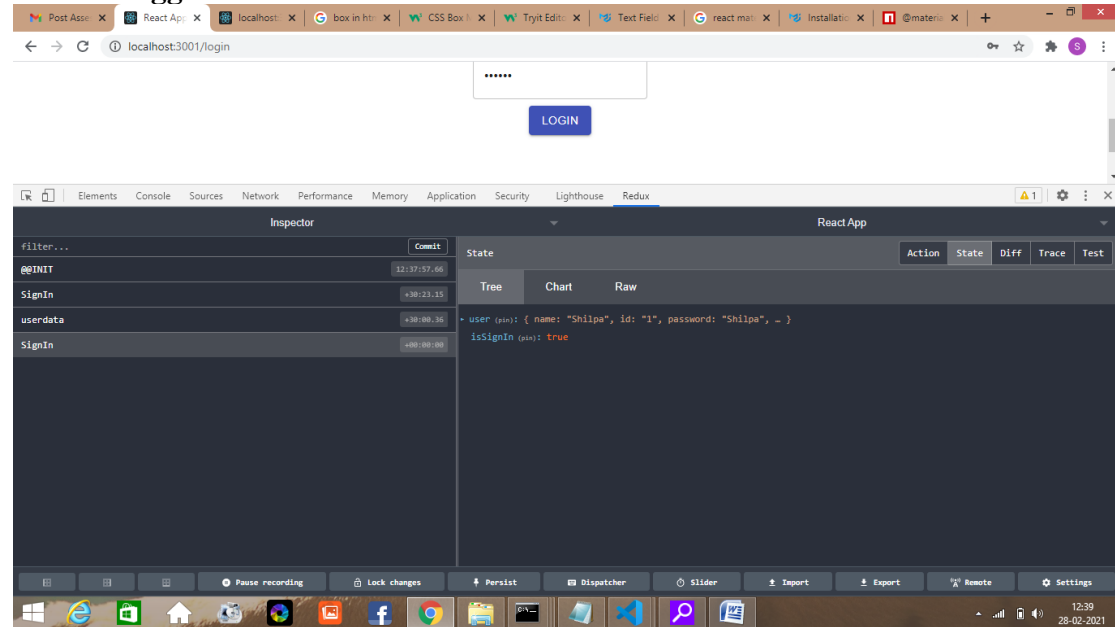 gg
Post Asse React App localhost: box in htm CSS Box M Tryit Edito Text Field react mate Installatio @materia
localhost:3001/login S
••••••
LOGIN
Elements Console Sources Network Performance Memory Application Security Lighthouse Redux 1
Inspector React App
filter... Commit
State Action State Diff Trace Test
@@INIT 12:37:57.66
Tree Chart Raw
SignIn +30:23.15
userdata +30:00.36
user (pin): { name: "Shilpa", id: "1", password: "Shilpa", … }
SignIn +00:00:00
isSignIn (pin): true
Pause recording Lock changes Persist Dispatcher Slider Import Export Remote Settings
12:39
28-02-2021